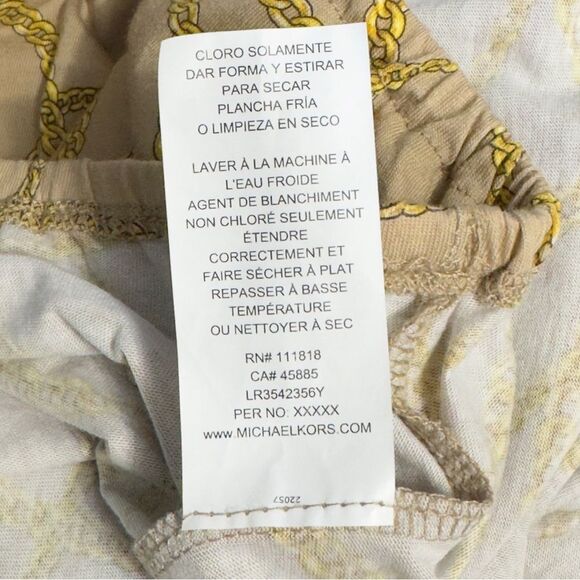 CLORO SOLAMENTE
DAR FORMA Y ESTIRAR
PARA SECAR
PLANCHA FRÍA
O LIMPIEZA EN SECO
LAVER À LA MACHINE À
L'EAU FROIDE
AGENT DE BLANCHIMENT
NON CHLORÉ SEULEMENT
ÉTENDRE
CORRECTEMENT ET
FAIRE SÉCHER À PLAT
REPASSER À BASSE
TEMPÉRATURE
OU NETTOYER À SEC
RN# 111818
CA# 45885
LR3542356Y
PER NO: XXXXX
www.MICHAELKORS.COM
22057